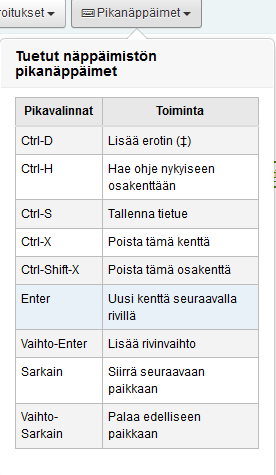 roitukset
Pikanäppäimet
Tuetut näppäimistön
pikanäppäimet
Pikavalinnat Toiminta
Ctrl-D Lisää erotin (‡)
Ctrl-H Hae ohje nykyiseen
osakenttään
Ctrl-S Tallenna tietue
Ctrl-X Poista tämä kenttä
Ctrl-Shift-X Poista tämä osakenttä
Enter Uusi kenttä seuraavalla
rivillä
Vaihto-Enter Lisää rivinvaihto
Sarkain Siirrä seuraavaan
paikkaan
Vaihto- Palaa edelliseen
Sarkain paikkaan